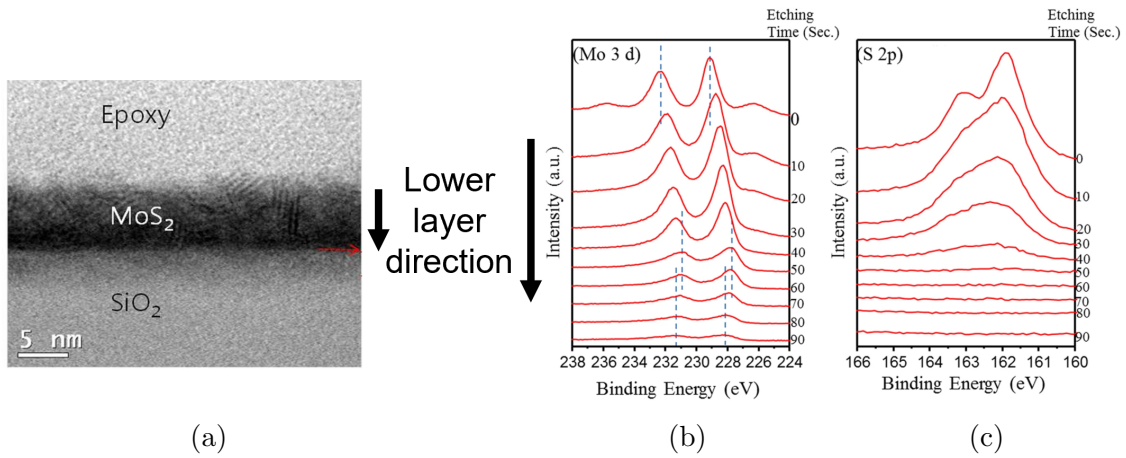 Epoxy
MoS2
SiO2
5 nm
Lower
layer
direction
Etching
Time (Sec.)
(Mo 3 d)
Intensity (a.u.)
0
10
20
30
40
50
60
70
80
90
238 236 234 232 230 228 226 224
Binding Energy (eV)
Etching
Time (Sec.)
(S 2p)
Intensity (a.u.)
0
10
20
30
40
50
60
70
80
90
166 165 164 163 162 161 160
Binding Energy (eV)
(a)
(b)
(c)